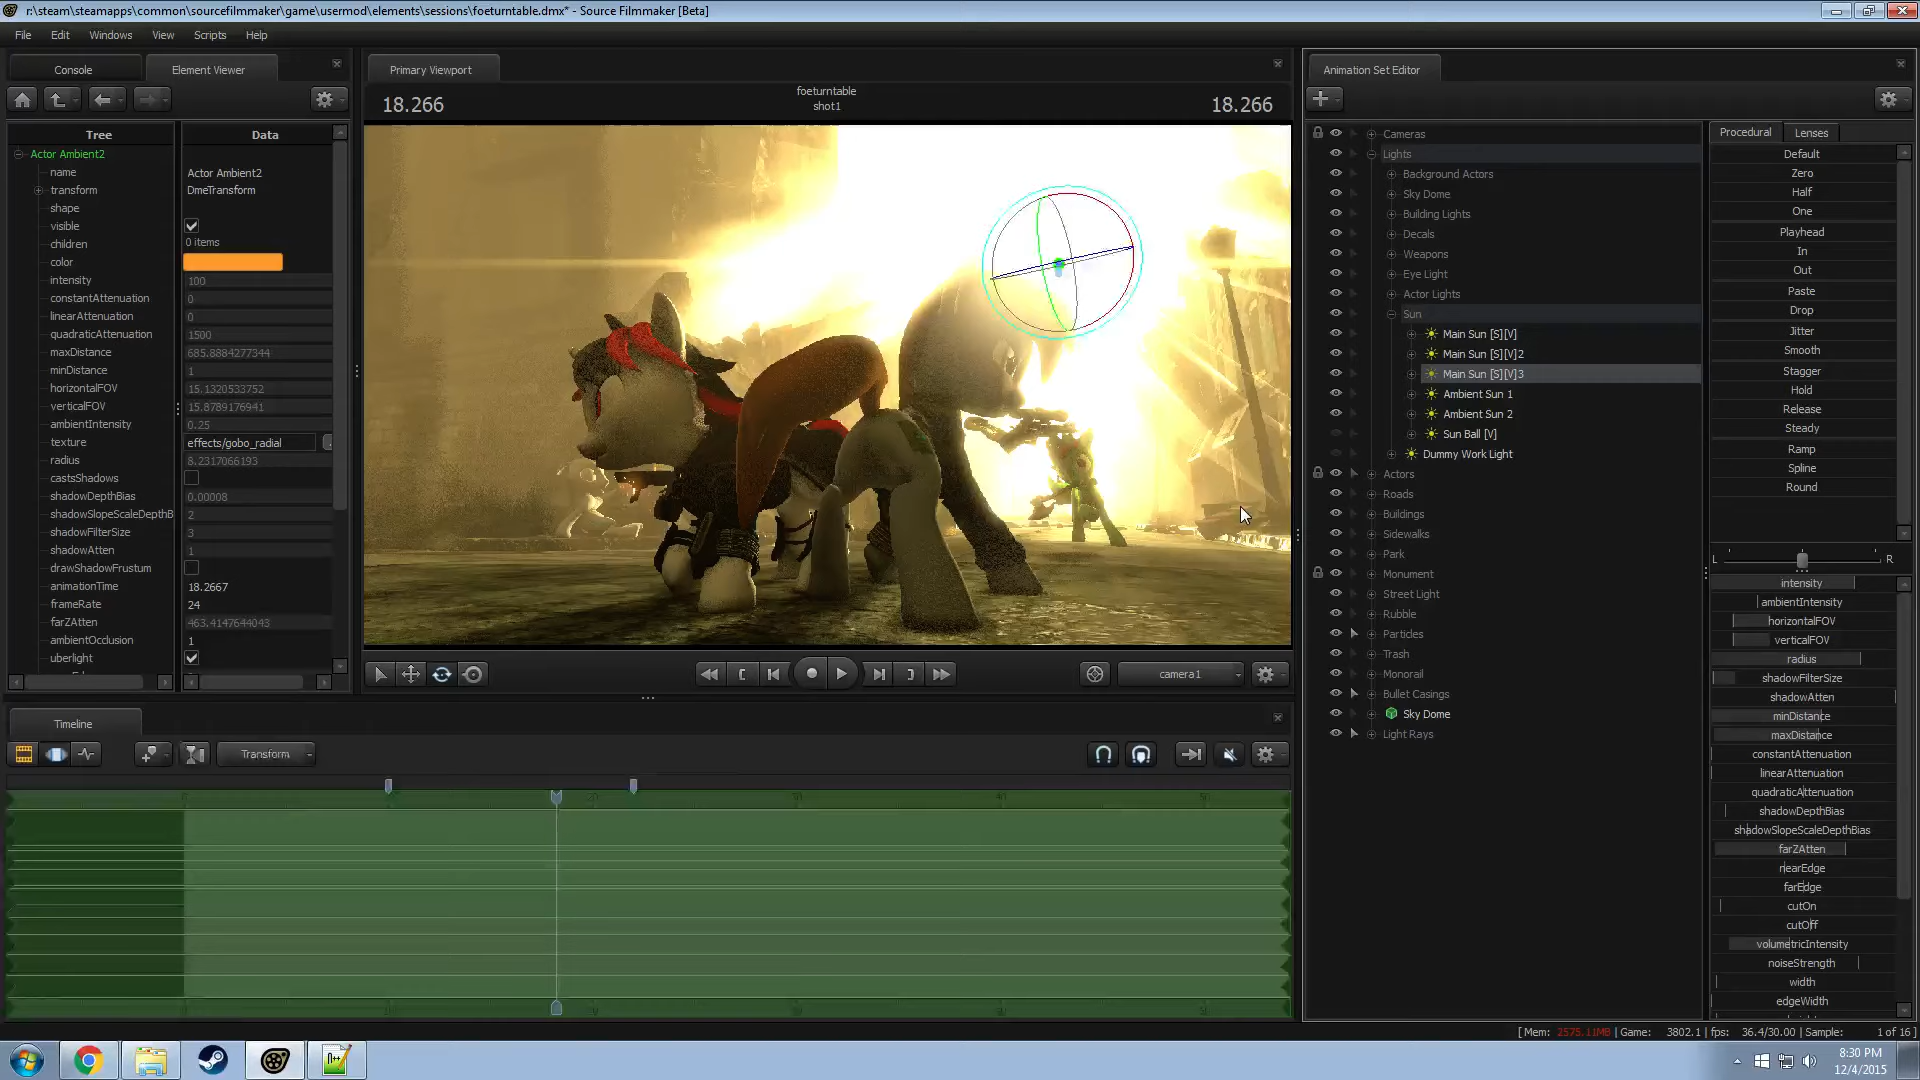 r:\steam\steamapps\common\sourcefilmmaker\game\usermod\elements\sessions\foeturntable.dmx* - Source Filmmaker [Beta]
File Edit Windows View Scripts Help
Console Element Viewer
Tree Data
Actor Ambient2
name Actor Ambient2
transform DmeTransform
shape
visible
children 0 items
color
intensity 100
constantAttenuation 0
linearAttenuation 0
quadraticAttenuation 1500
maxDistance 685.8884277344
minDistance 1
horizontalFOV 15.1320533752
verticalFOV 15.8789176941
ambientIntensity 0.25
texture effects/gobo_radial
radius 8.2317066193
castsShadows
shadowDepthBias 0.00008
shadowSlopeScaleDepthB 2
shadowFilterSize 3
shadowAtten 1
drawShadowFrustum
animationTime 18.2667
frameRate 24
farZAtten 463.4147644043
ambientOcclusion 1
uberlight
Primary Viewport
18.266 foeturntable 18.266
shot1
camera1
Timeline
Transform
Animation Set Editor
Cameras
Lights
Background Actors
Sky Dome
Building Lights
Decals
Weapons
Eye Light
Actor Lights
Sun
Main Sun [S][V]
Main Sun [S][V]2
Main Sun [S][V]3
Ambient Sun 1
Ambient Sun 2
Sun Ball [V]
Dummy Work Light
Actors
Roads
Buildings
Sidewalks
Park
Monument
Street Light
Rubble
Particles
Trash
Monorail
Bullet Casings
Sky Dome
Light Rays
Procedural Lenses
Default
Zero
Half
One
Playhead
In
Out
Paste
Drop
Jitter
Smooth
Stagger
Hold
Release
Steady
Ramp
Spline
Round
L R
intensity
ambientIntensity
horizontalFOV
verticalFOV
radius
shadowFilterSize
shadowAtten
minDistance
maxDistance
constantAttenuation
linearAttenuation
quadraticAttenuation
shadowDepthBias
shadowSlopeScaleDepthBias
farZAtten
nearEdge
farEdge
cutOn
cutOff
volumetricIntensity
noiseStrength
width
edgeWidth
[ Mem: 2575.11MB | Game: 3802.1 | fps: 36.4/30.00 | Sample: 1 of 16 ]
8:30 PM
12/4/2015